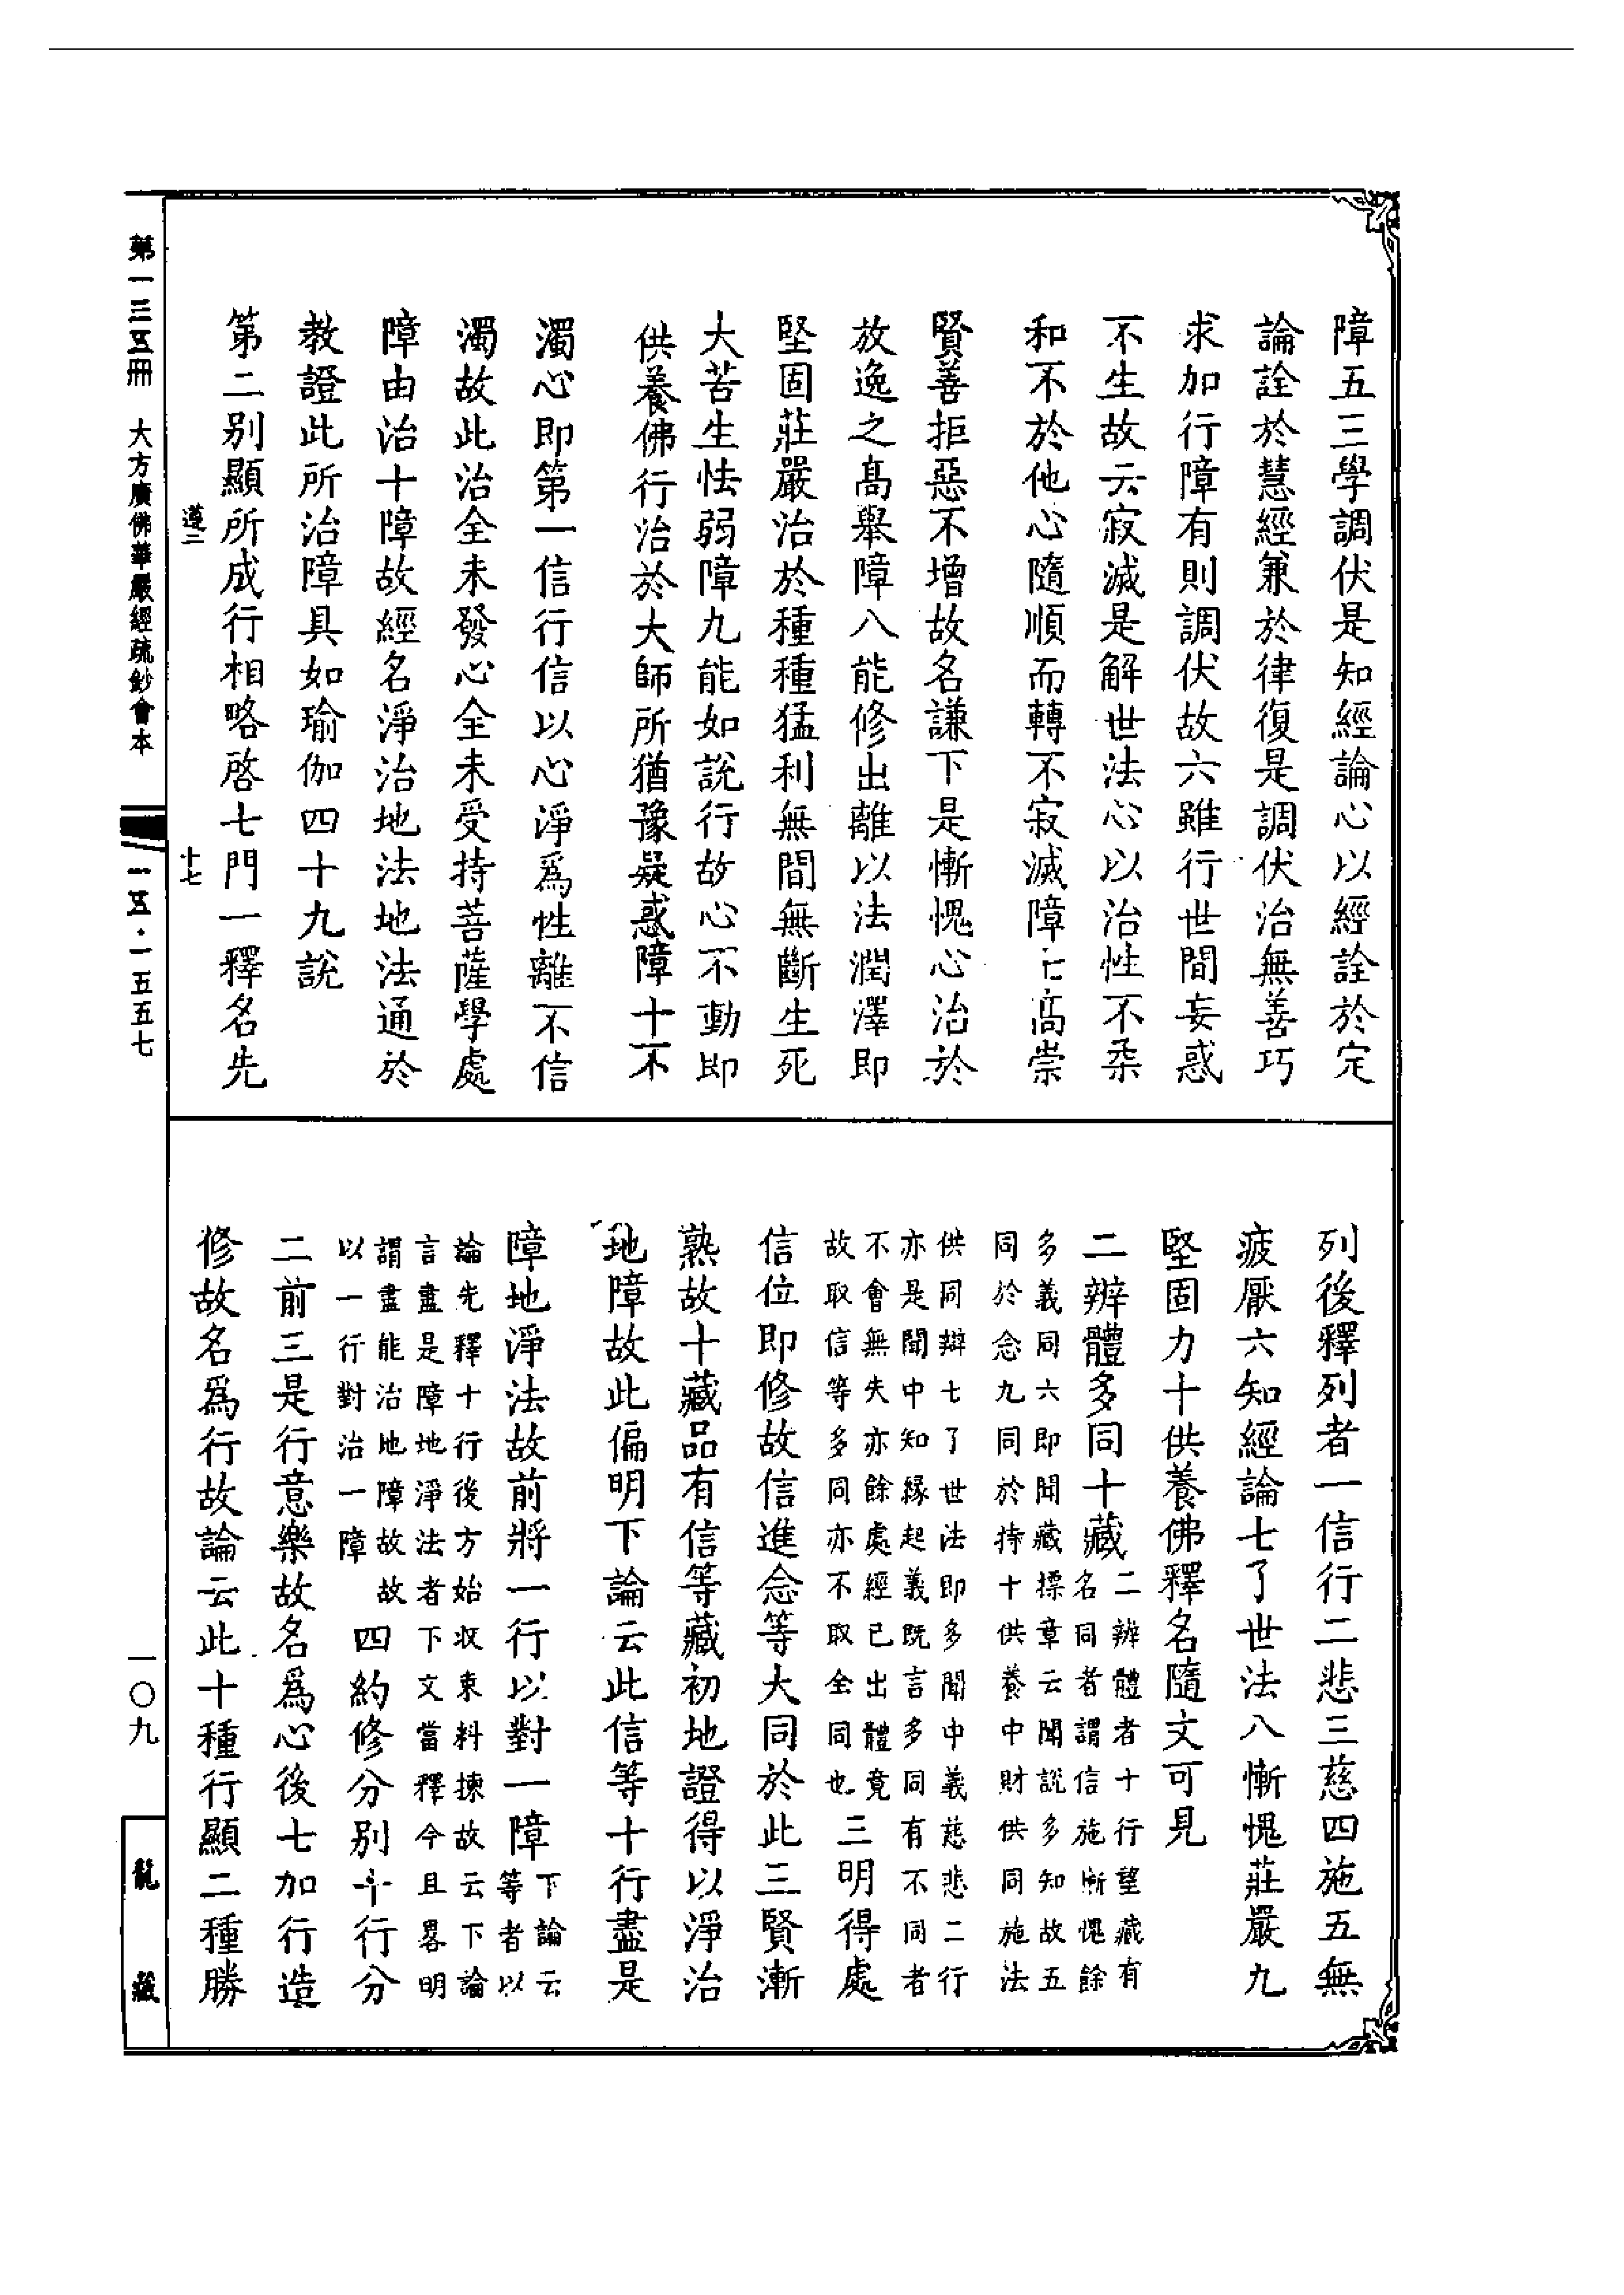 障五三學調伏是知經論心以經詮於定
論詮於慧經兼於律復是調伏治無善巧
求加行障有則調伏故六雖行世間妄惑
不生故云寂滅是解世法心以治性不柔
和不於他心隨順而轉不寂滅障七高崇
賢善拒惡不增故名謙下是慚愧心治於
放逸之高舉障八能修出離以法潤澤即
堅固莊嚴治於種種猛利無間無斷生死
大苦生怯弱障九能如說行故心不動即
供養佛行治於大師所猶豫疑惑障十不
濁心即第一信行信以心淨爲性離不信
濁故此治全未發心全未受持菩薩學處
障由治十障故經名淨治地法地法通於
教證此所治障具如瑜伽四十九說
第二别顯所成行相略啓七門一釋名先
遵二
十七
列後釋列者一信行二悲三慈四施五無
疲厭六知經論七了世法八慚愧莊嚴九
堅固力十供養佛釋名隨文可見
二辨體多同十藏
二辨體者十行望藏有
名同者謂信施慚愧餘
多義同六即聞藏標章云聞說多知故五
同於念九同於持十供養中財供同施法
供同辯七了世法即多聞中義慈悲二行
亦是聞中知緣起義既言多同有不同者
不會無失亦餘處經已出體竟
故取信等多同亦不取全同也
三明得處
信位即修故信進念等大同於此三賢漸
熟故十藏品有信等藏初地證得以淨治
地障故此偏明下論云此信等十行盡是
障地淨法故前將一行以對一障
下論云
等者以
論先釋十行後方始收束料揀故云下論
言盡是障地淨法者下文當釋今且畧明
謂盡能治地障故故
以一行對治一障
四約修分别十行分
二前三是行意樂故名爲心後七加行造
修故名爲行故論云此十種行顯二種勝
第一三五冊　大方廣佛華嚴經疏鈔會本
一五·一五五七
一〇九
龍藏